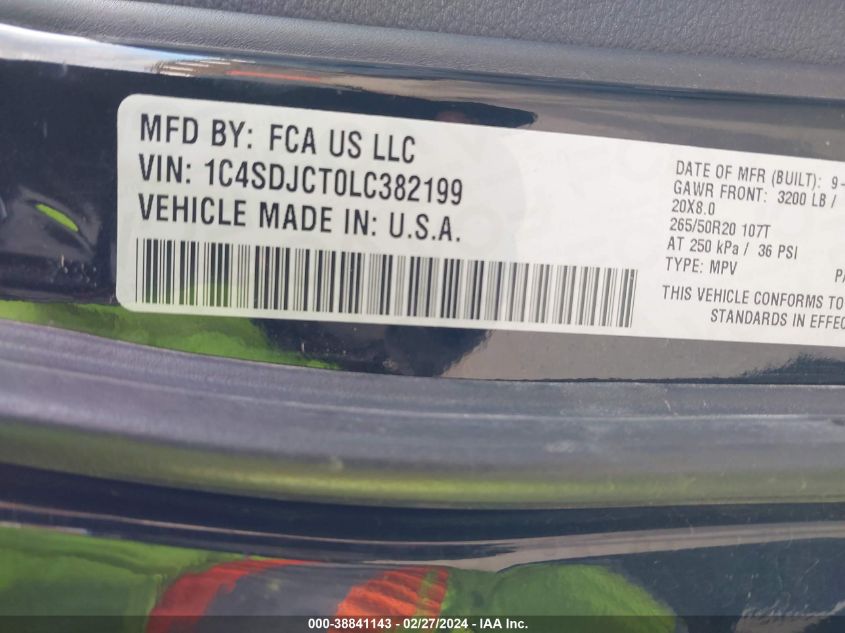 MFD BY: FCA US LLC
VIN: 1C4SDJCT0LC382199
VEHICLE MADE IN: U.S.A.
DATE OF MFR (BUILT): 9-
GAWR FRONT: 3200 LB /
20X8.0
265/50R20 107T
AT 250 kPa / 36 PSI
TYPE: MPV
THIS VEHICLE CONFORMS TO
STANDARDS IN EFFEC
000-38841143 - 02/27/2024 - IAA Inc.